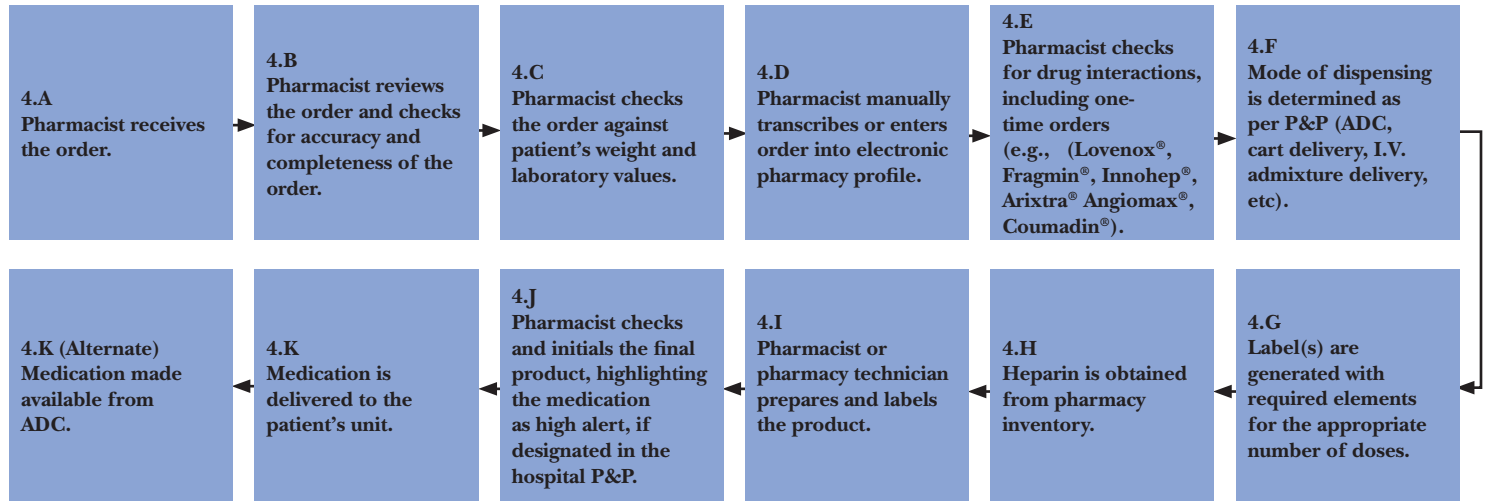 4.A
Pharmacist receives
the order.
4.B
Pharmacist reviews
the order and checks
for accuracy and
completeness of the
order.
4.C
Pharmacist checks
the order against
patient’s weight and
laboratory values.
4.D
Pharmacist manually
transcribes or enters
order into electronic
pharmacy profile.
4.E
Pharmacist checks
for drug interactions,
including one-
time orders
(e.g., (Lovenox®,
Fragmin®, Innohep®,
Arixtra® Angiomax®,
Coumadin®).
4.F
Mode of dispensing
is determined as
per P&P (ADC,
cart delivery, I.V.
admixture delivery,
etc).
4.G
Label(s) are
generated with
required elements
for the appropriate
number of doses.
4.H
Heparin is obtained
from pharmacy
inventory.
4.I
Pharmacist or
pharmacy technician
prepares and labels
the product.
4.J
Pharmacist checks
and initials the final
product, highlighting
the medication
as high alert, if
designated in the
hospital P&P.
4.K
Medication is
delivered to the
patient’s unit.
4.K (Alternate)
Medication made
available from
ADC.